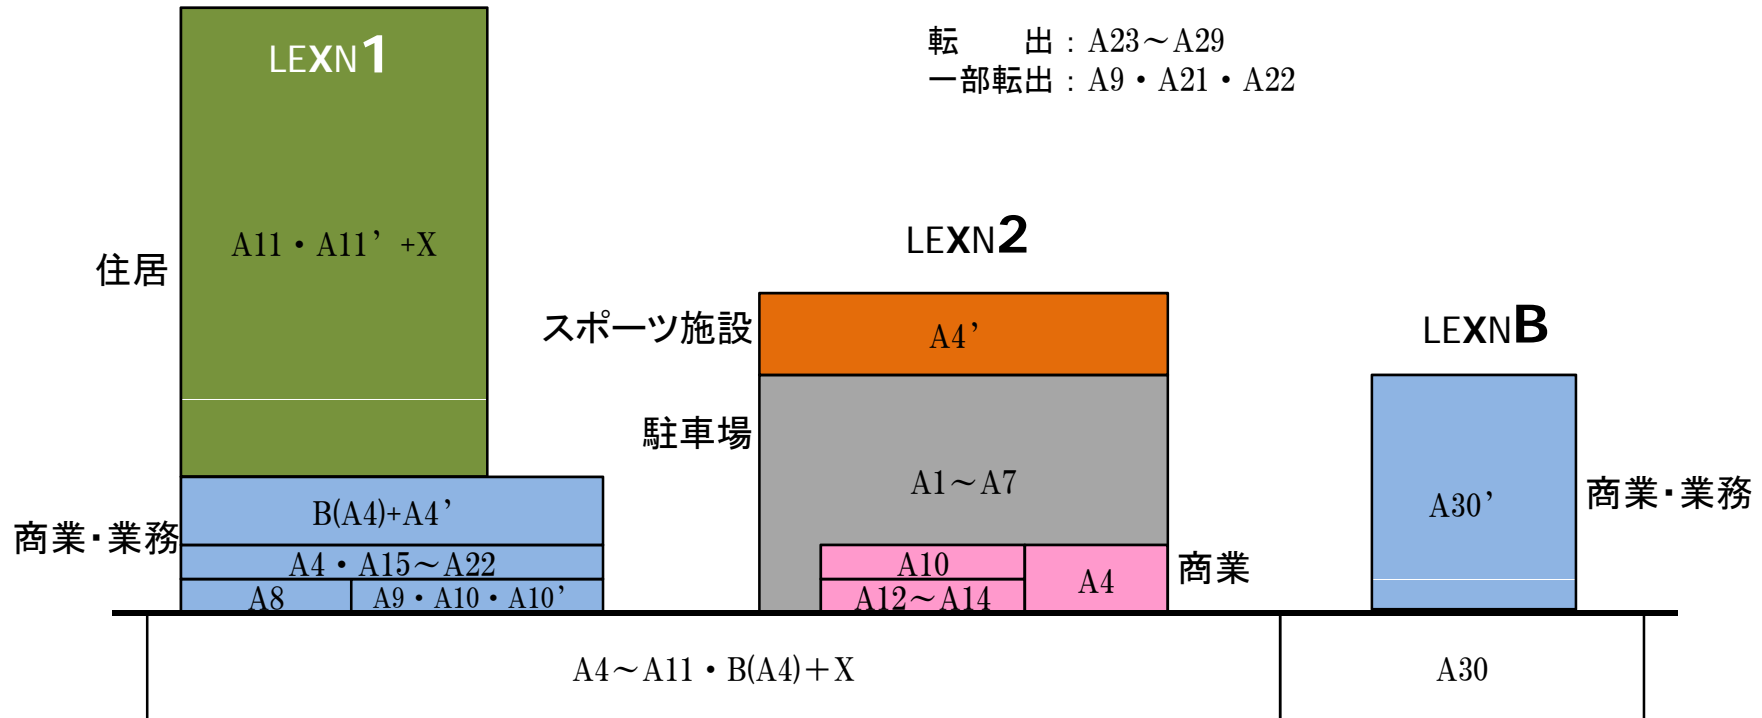 LEXN1
転　　出：A23～A29
一部転出：A9・A21・A22
住居
A11・A11’ +X
LEXN2
スポーツ施設
A4’
LEXNB
駐車場
A1～A7
A30’
商業・業務
商業・業務
B(A4)+A4’
A4・A15～A22
A8
A9・A10・A10’
A10
A12～A14
A4
商業
A4～A11・B(A4)＋X
A30